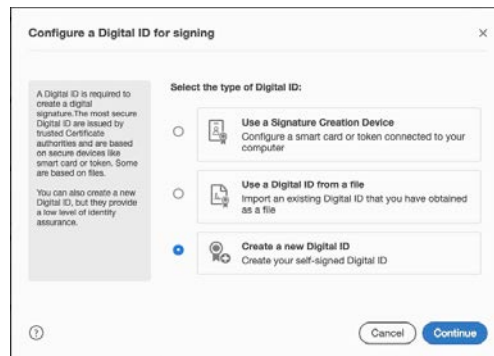 Configure a Digital ID for signing
A Digital ID is required to
create a digital
signature.The most secure
Digital ID are issued by
trusted Certificate
authorities and are based
on secure devices like
smart card or token. Some
are based on files.
You can also create a new
Digital ID, but they provide
a low level of identity
assurance.
Select the type of Digital ID:
Use a Signature Creation Device
Configure a smart card or token connected to your
computer
Use a Digital ID from a file
Import an existing Digital ID that you have obtained
as a file
Create a new Digital ID
Create your self-signed Digital ID
Cancel
Continue